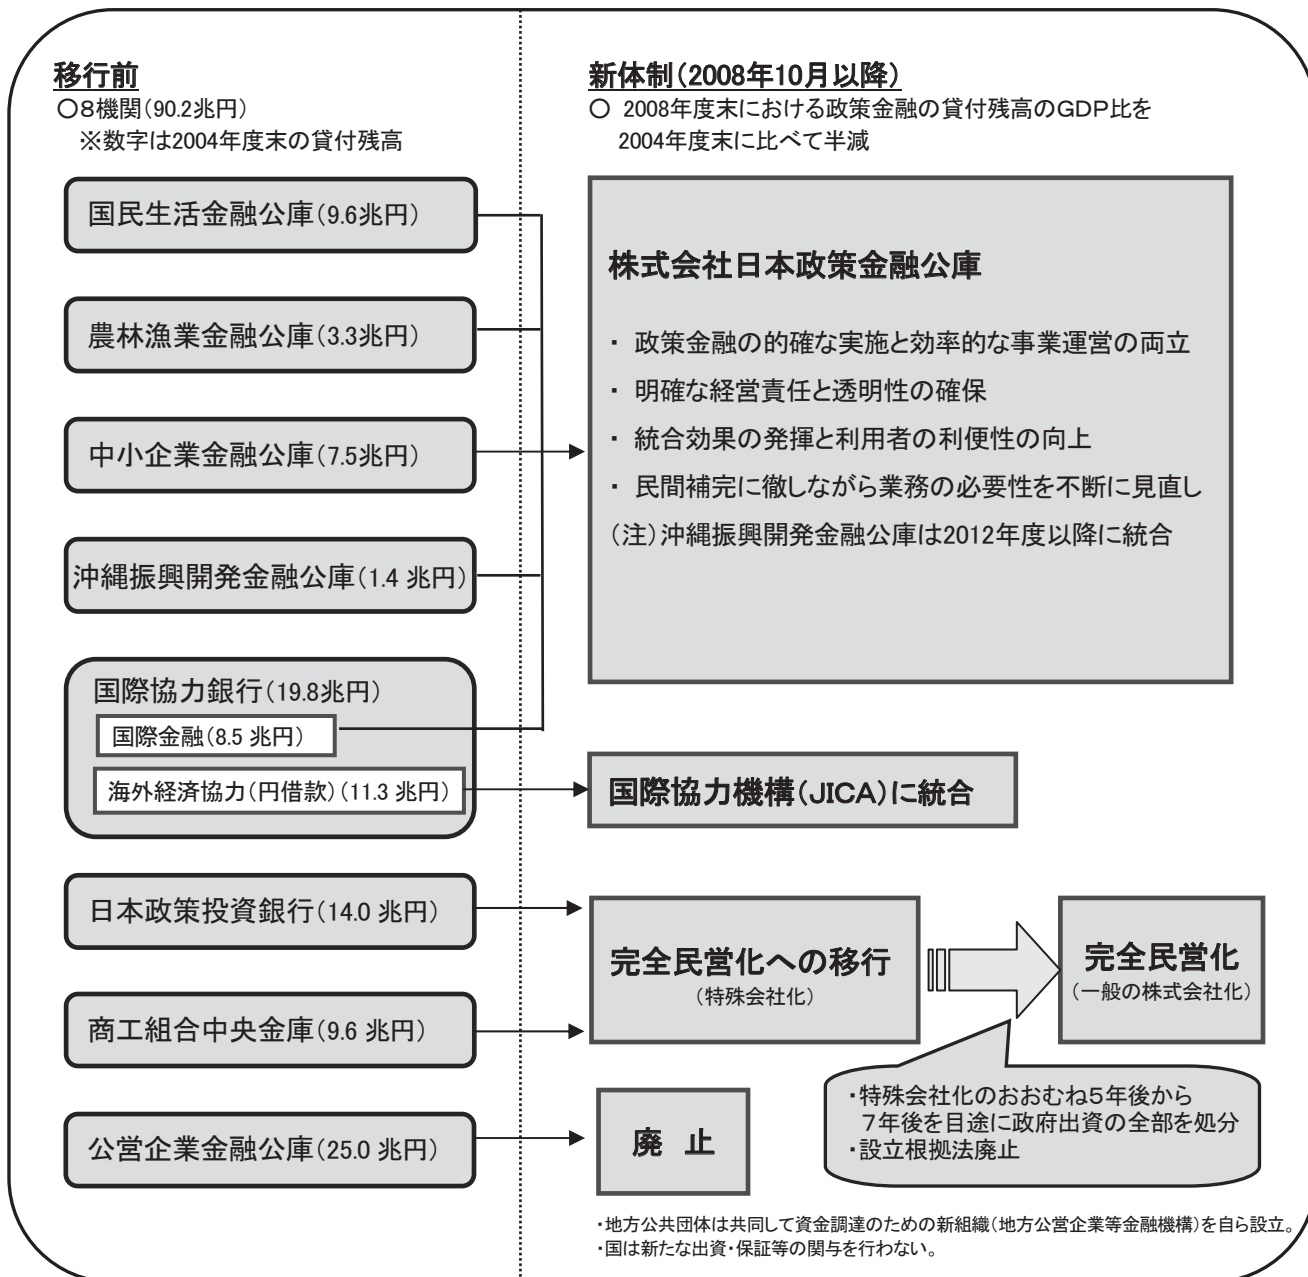 移行前
○8機関(90.2兆円)
※数字は2004年度末の貸付残高
国民生活金融公庫(9.6兆円)
農林漁業金融公庫(3.3兆円)
中小企業金融公庫(7.5兆円)
沖縄振興開発金融公庫(1.4 兆円)
国際協力銀行(19.8兆円)
国際金融(8.5 兆円)
海外経済協力(円借款)(11.3 兆円)
日本政策投資銀行(14.0 兆円)
商工組合中央金庫(9.6 兆円)
公営企業金融公庫(25.0 兆円)
新体制(2008年10月以降)
○ 2008年度末における政策金融の貸付残高のGDP比を
2004年度末に比べて半減
株式会社日本政策金融公庫
・ 政策金融の的確な実施と効率的な事業運営の両立
・ 明確な経営責任と透明性の確保
・ 統合効果の発揮と利用者の利便性の向上
・ 民間補完に徹しながら業務の必要性を不断に見直し
(注)沖縄振興開発金融公庫は2012年度以降に統合
国際協力機構(JICA)に統合
完全民営化への移行
(特殊会社化)
完全民営化
(一般の株式会社化)
・特殊会社化のおおむね5年後から
7年後を目途に政府出資の全部を処分
・設立根拠法廃止
廃 止
・地方公共団体は共同して資金調達のための新組織(地方公営企業等金融機構)を自ら設立。
・国は新たな出資・保証等の関与を行わない。